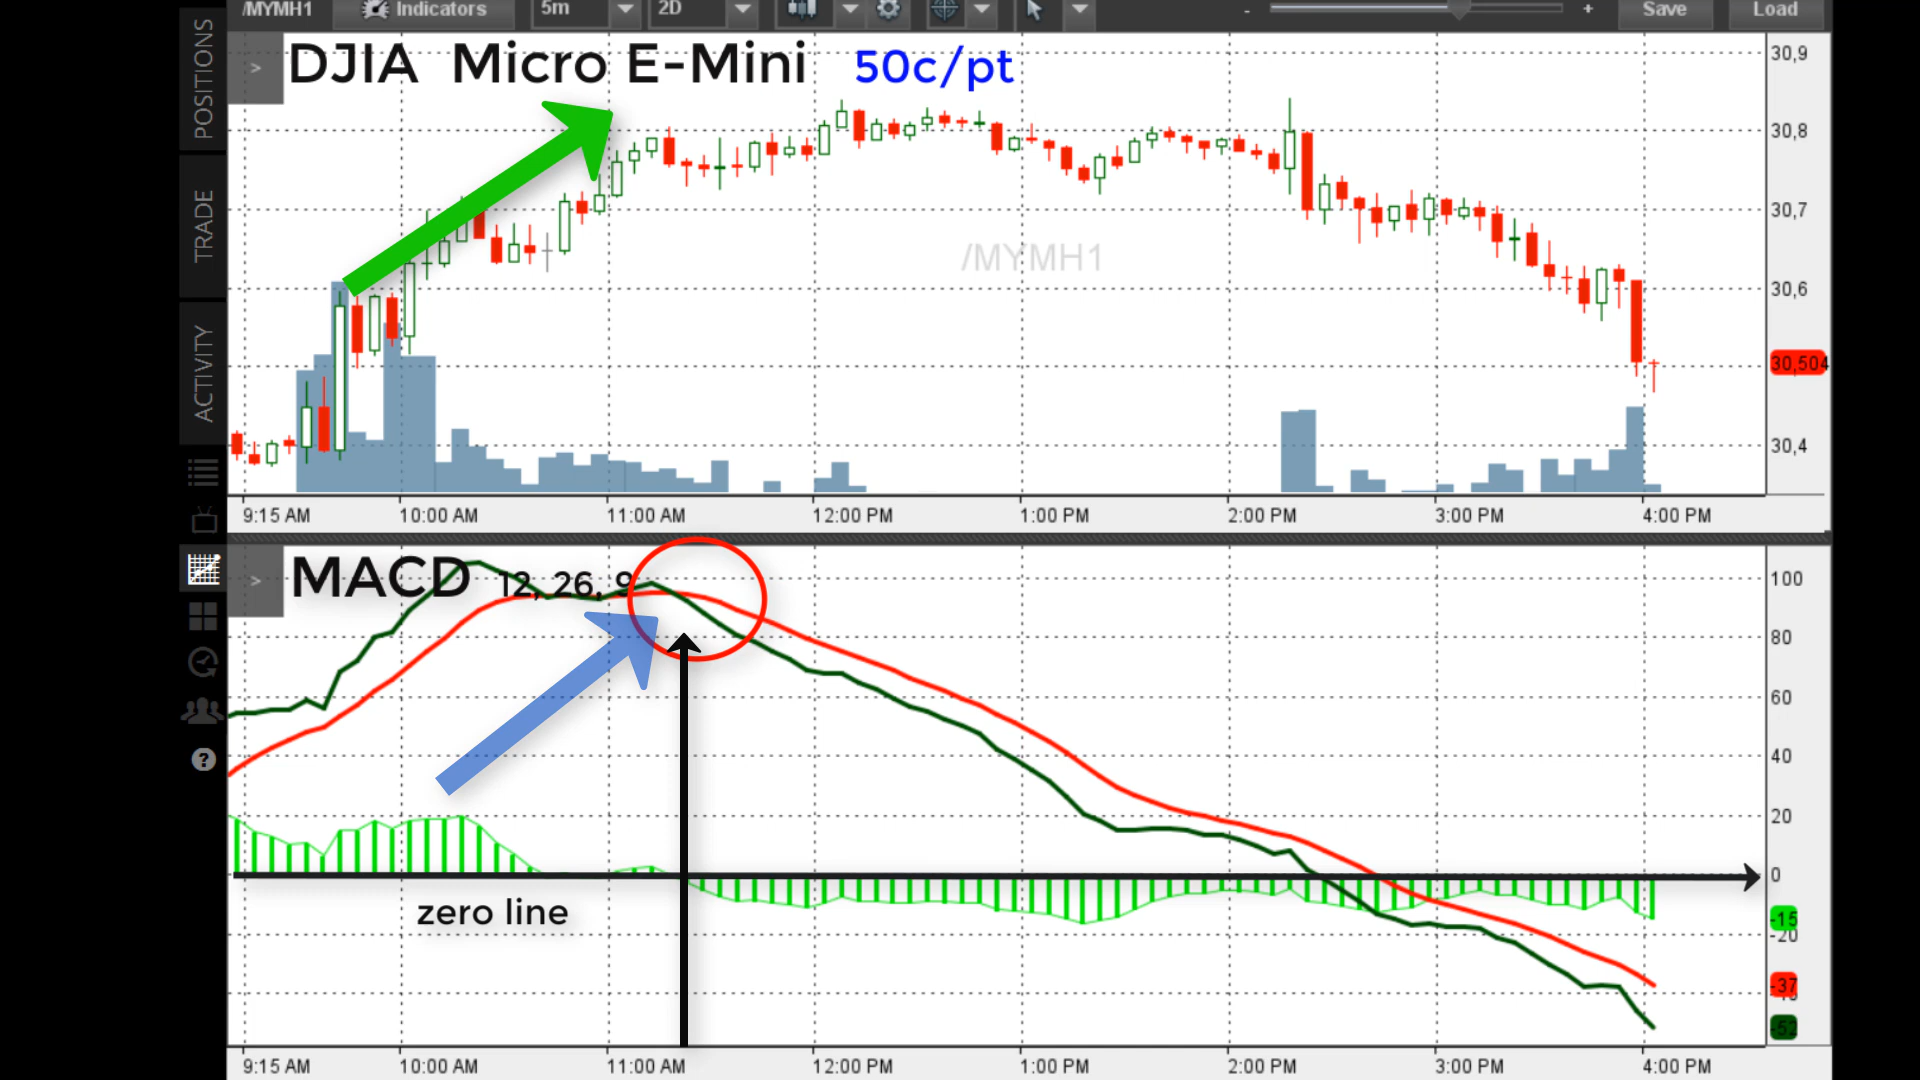 /MYMH1 Indicators 5m 2D - + Save Load
POSITIONS
TRADE
ACTIVITY
> DJIA Micro E-Mini 50c/pt
/MYMH1
30,9
30,8
30,7
30,6
30,504
30,4
9:15 AM 10:00 AM 11:00 AM 12:00 PM 1:00 PM 2:00 PM 3:00 PM 4:00 PM
> MACD 12, 26, 9
zero line
100
80
60
40
20
0
-15
-20
-37
?
9:15 AM 10:00 AM 11:00 AM 12:00 PM 1:00 PM 2:00 PM 3:00 PM 4:00 PM